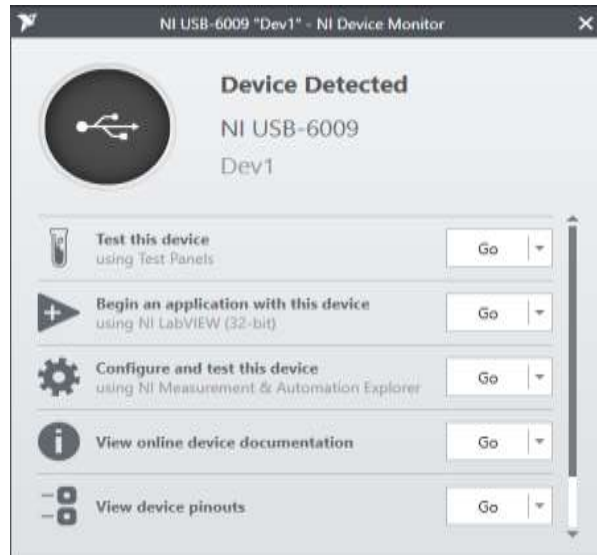 NI USB-6009 "Dev1" - NI Device Monitor
Device Detected
NI USB-6009
Dev1
Test this device
using Test Panels
Go
Begin an application with this device
using NI LabVIEW (32-bit)
Go
Configure and test this device
using NI Measurement & Automation Explorer
Go
View online device documentation
Go
View device pinouts
Go